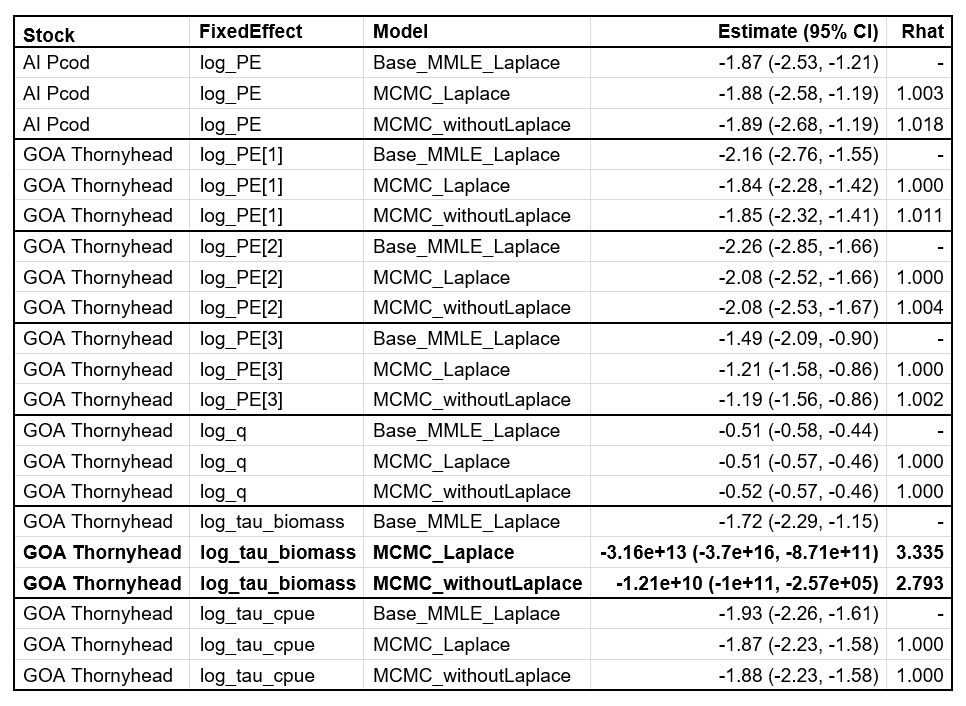 Stock FixedEffect Model Estimate (95% CI) Rhat
AI Pcod log_PE Base_MMLE_Laplace -1.87 (-2.53, -1.21) -
AI Pcod log_PE MCMC_Laplace -1.88 (-2.58, -1.19) 1.003
AI Pcod log_PE MCMC_withoutLaplace -1.89 (-2.68, -1.19) 1.018
GOA Thornyhead log_PE[1] Base_MMLE_Laplace -2.16 (-2.76, -1.55) -
GOA Thornyhead log_PE[1] MCMC_Laplace -1.84 (-2.28, -1.42) 1.000
GOA Thornyhead log_PE[1] MCMC_withoutLaplace -1.85 (-2.32, -1.41) 1.011
GOA Thornyhead log_PE[2] Base_MMLE_Laplace -2.26 (-2.85, -1.66) -
GOA Thornyhead log_PE[2] MCMC_Laplace -2.08 (-2.52, -1.66) 1.000
GOA Thornyhead log_PE[2] MCMC_withoutLaplace -2.08 (-2.53, -1.67) 1.004
GOA Thornyhead log_PE[3] Base_MMLE_Laplace -1.49 (-2.09, -0.90) -
GOA Thornyhead log_PE[3] MCMC_Laplace -1.21 (-1.58, -0.86) 1.000
GOA Thornyhead log_PE[3] MCMC_withoutLaplace -1.19 (-1.56, -0.86) 1.002
GOA Thornyhead log_q Base_MMLE_Laplace -0.51 (-0.58, -0.44) -
GOA Thornyhead log_q MCMC_Laplace -0.51 (-0.57, -0.46) 1.000
GOA Thornyhead log_q MCMC_withoutLaplace -0.52 (-0.57, -0.46) 1.000
GOA Thornyhead log_tau_biomass Base_MMLE_Laplace -1.72 (-2.29, -1.15) -
GOA Thornyhead log_tau_biomass MCMC_Laplace -3.16e+13 (-3.7e+16, -8.71e+11) 3.335
GOA Thornyhead log_tau_biomass MCMC_withoutLaplace -1.21e+10 (-1e+11, -2.57e+05) 2.793
GOA Thornyhead log_tau_cpue Base_MMLE_Laplace -1.93 (-2.26, -1.61) -
GOA Thornyhead log_tau_cpue MCMC_Laplace -1.87 (-2.23, -1.58) 1.000
GOA Thornyhead log_tau_cpue MCMC_withoutLaplace -1.88 (-2.23, -1.58) 1.000